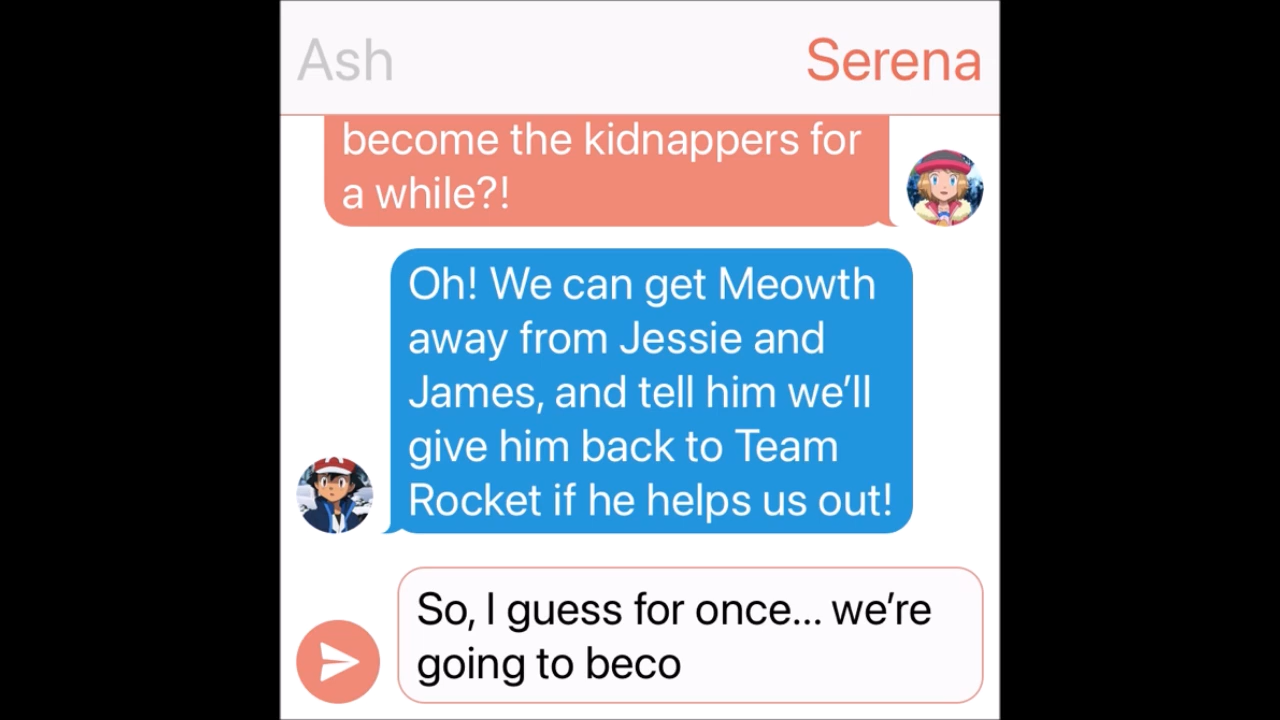 Ash
Serena
become the kidnappers for
a while?!
Oh! We can get Meowth
away from Jessie and
James, and tell him we’ll
give him back to Team
Rocket if he helps us out!
So, I guess for once... we’re
going to beco